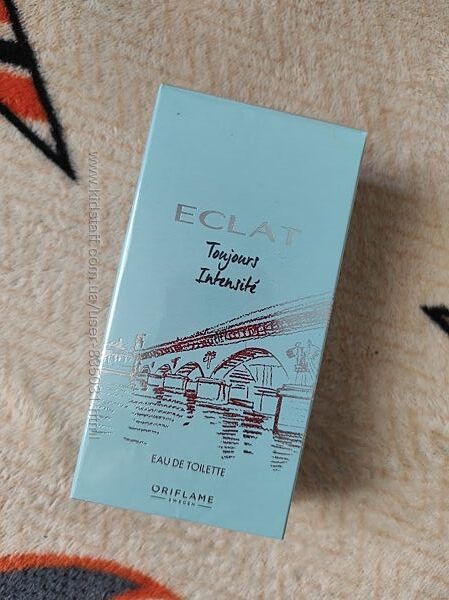 ECLAT
Toujours
Intensité
EAU DE TOILETTE
ORIFLAME
SWEDEN